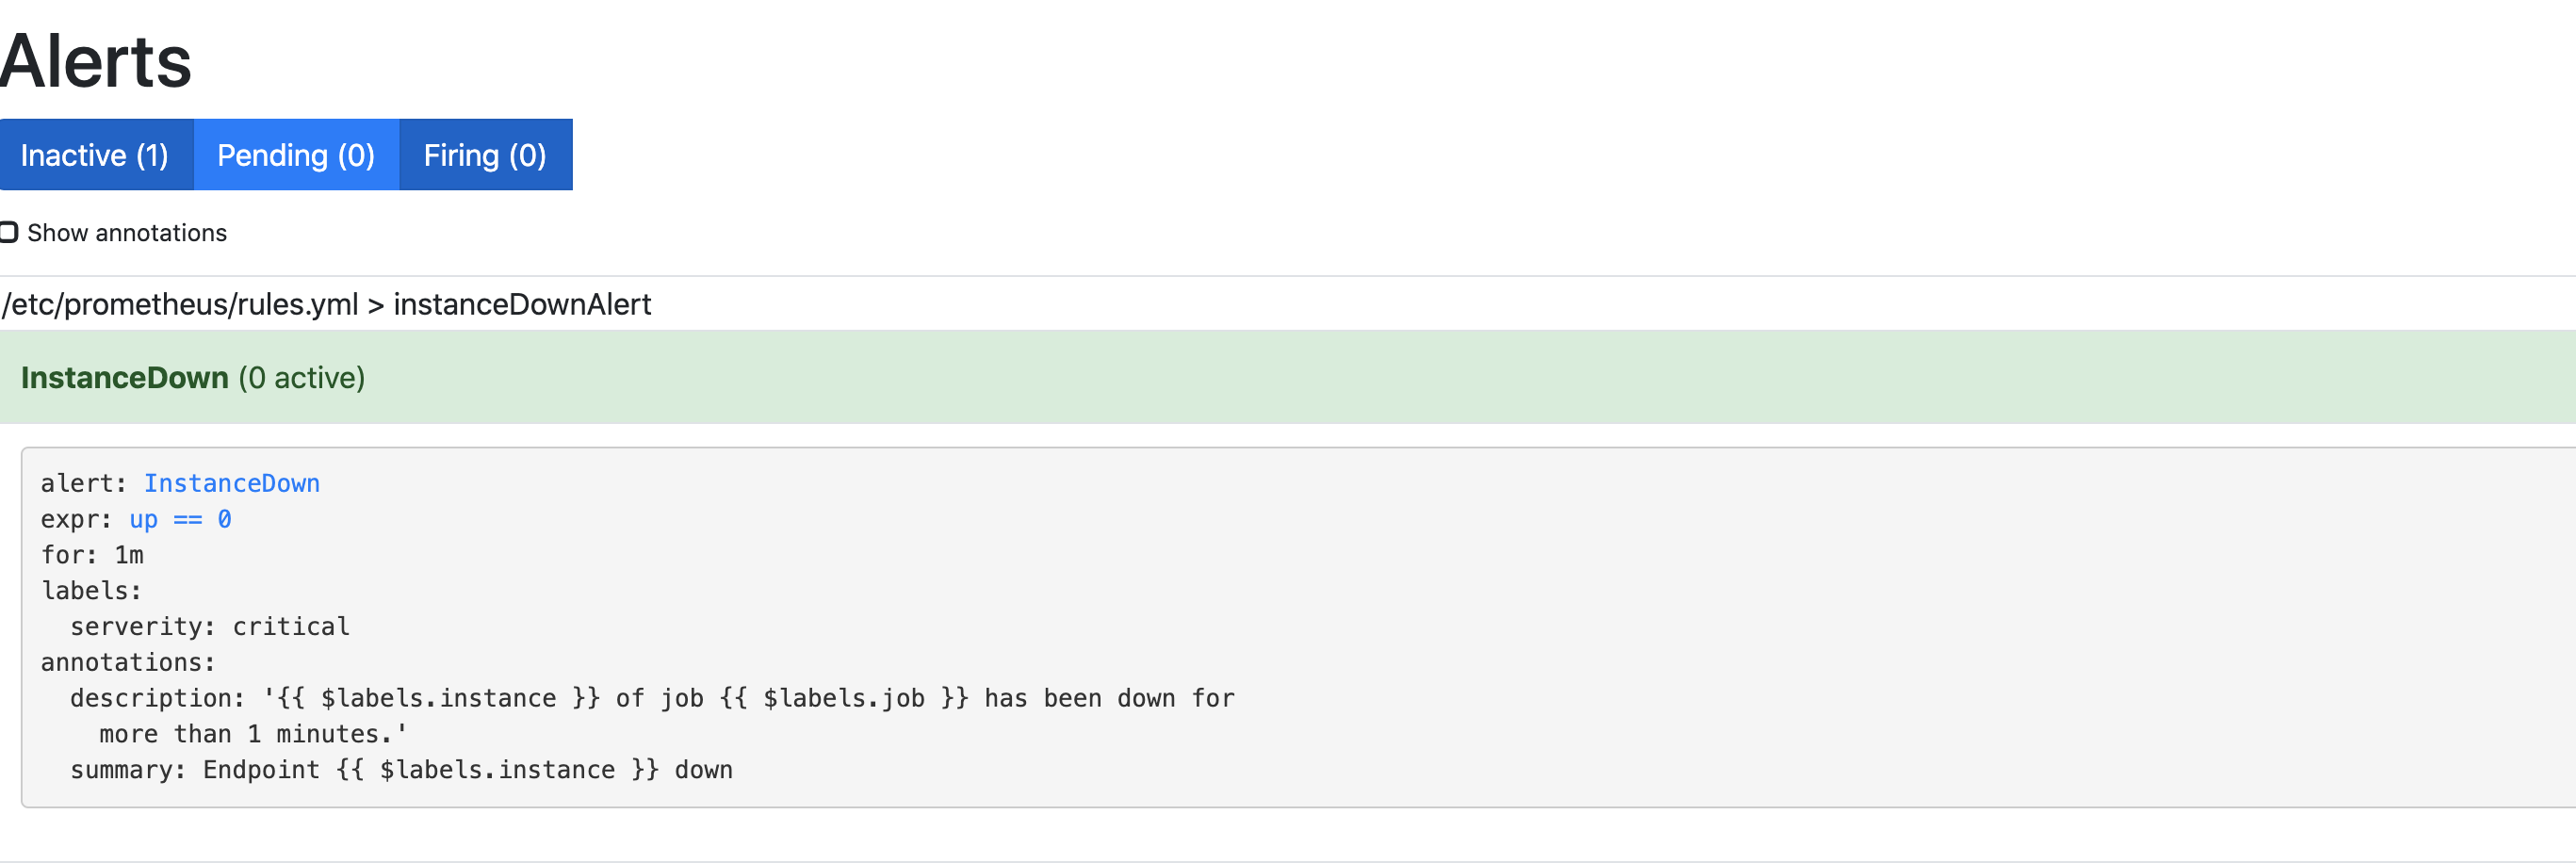 Alerts
Inactive (1) Pending (0) Firing (0)
Show annotations
/etc/prometheus/rules.yml > instanceDownAlert
InstanceDown (0 active)
alert: InstanceDown
expr: up == 0
for: 1m
labels:
  serverity: critical
annotations:
  description: '{{ $labels.instance }} of job {{ $labels.job }} has been down for
    more than 1 minutes.'
  summary: Endpoint {{ $labels.instance }} down